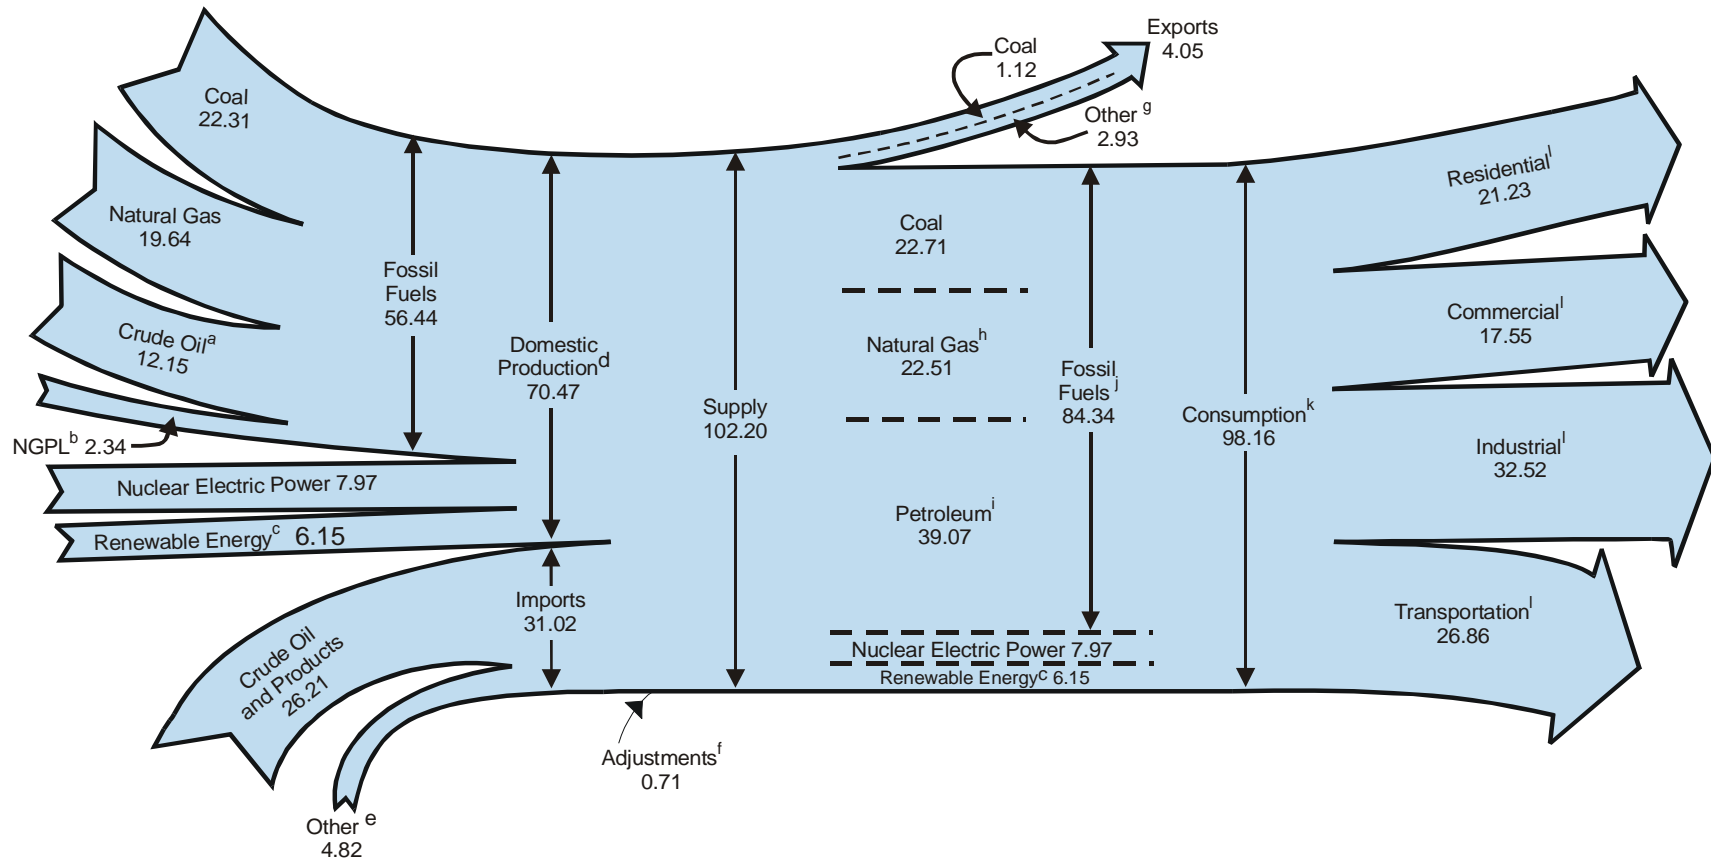 Coal
22.31
Natural Gas
19.64
Crude Oil^a
12.15
NGPL^b 2.34
Nuclear Electric Power 7.97
Renewable Energy^c 6.15
Crude Oil
and Products
26.21
Other ^e
4.82
Fossil
Fuels
56.44
Domestic
Production^d
70.47
Imports
31.02
Adjustments^f
0.71
Supply
102.20
Coal
1.12
Exports
4.05
Other ^g
2.93
Coal
22.71
Natural Gas^h
22.51
Petroleum^i
39.07
Nuclear Electric Power 7.97
Renewable Energy^c 6.15
Fossil
Fuels^j
84.34
Consumption^k
98.16
Residential^l
21.23
Commercial^l
17.55
Industrial^l
32.52
Transportation^l
26.86